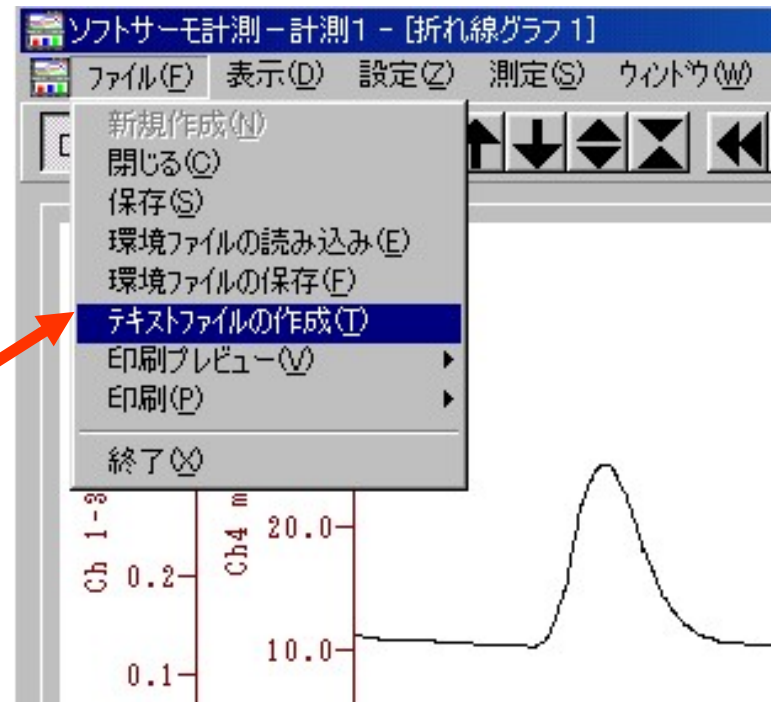 ソフトサーモ計測－計測1 - [折れ線グラフ 1]
ファイル(F) 表示(D) 設定(Z) 測定(S) ウィンドウ(W)
新規作成(N)
閉じる(C)
保存(S)
環境ファイルの読み込み(E)
環境ファイルの保存(F)
テキストファイルの作成(T)
印刷プレビュー(V)
印刷(P)
終了(X)
Ch 1-3
0.2
0.1
Ch4 m
20.0
10.0